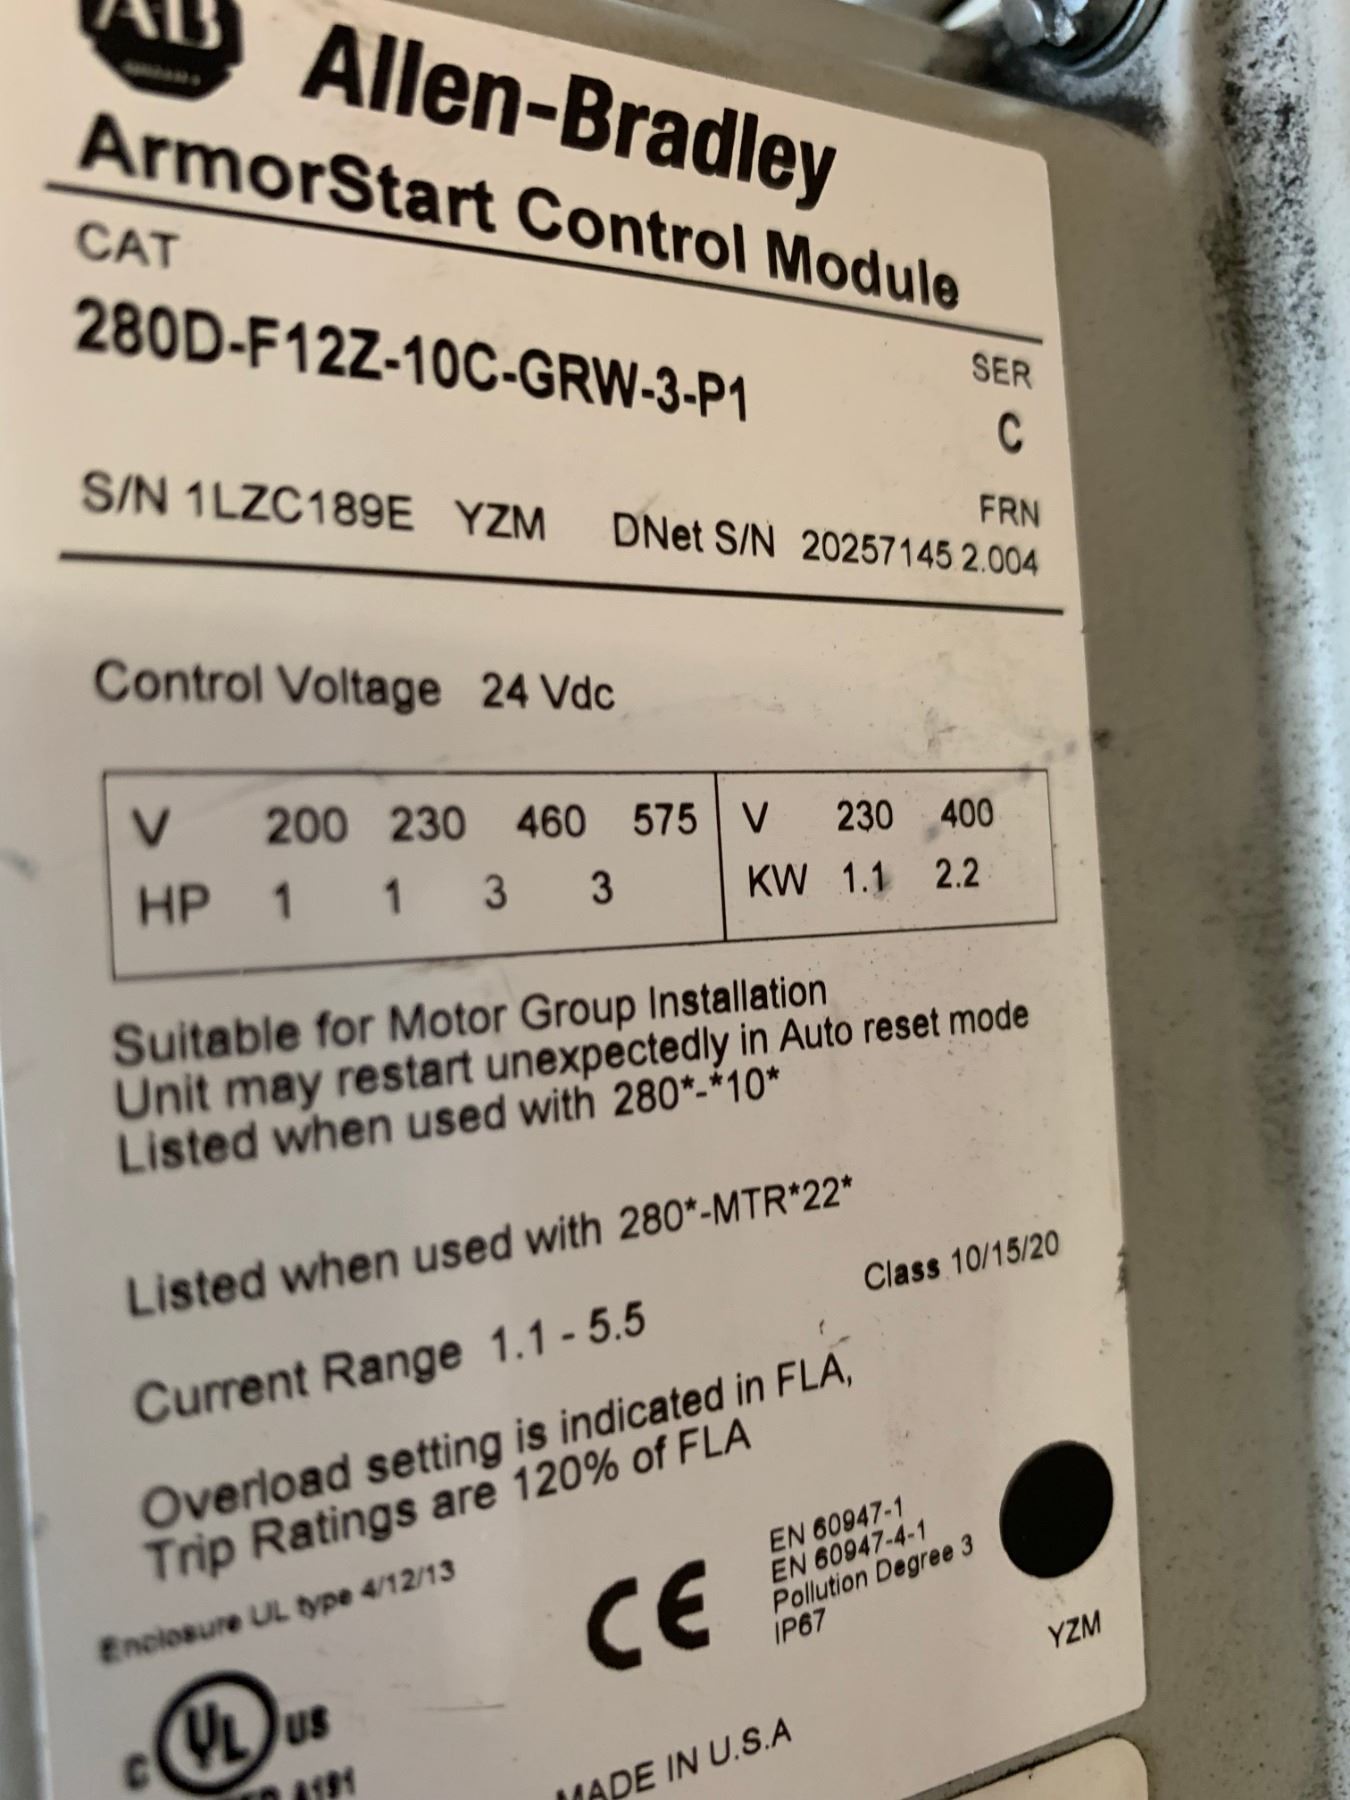 AB
Allen-Bradley
ArmorStart Control Module
CAT
280D-F12Z-10C-GRW-3-P1
SER
C
S/N 1LZC189E YZM DNet S/N 20257145
FRN
2.004
Control Voltage 24 Vdc
V 200 230 460 575
HP 1 1 3 3
V 230 400
KW 1.1 2.2
Suitable for Motor Group Installation
Unit may restart unexpectedly in Auto reset mode
Listed when used with 280*-*10*
Listed when used with 280*-MTR*22*
Class 10/15/20
Current Range 1.1 - 5.5
Overload setting is indicated in FLA,
Trip Ratings are 120% of FLA
Enclosure UL type 4/12/13
CE
EN 60947-1
EN 60947-4-1
Pollution Degree 3
IP67
YZM
C UL US
A191
MADE IN U.S.A